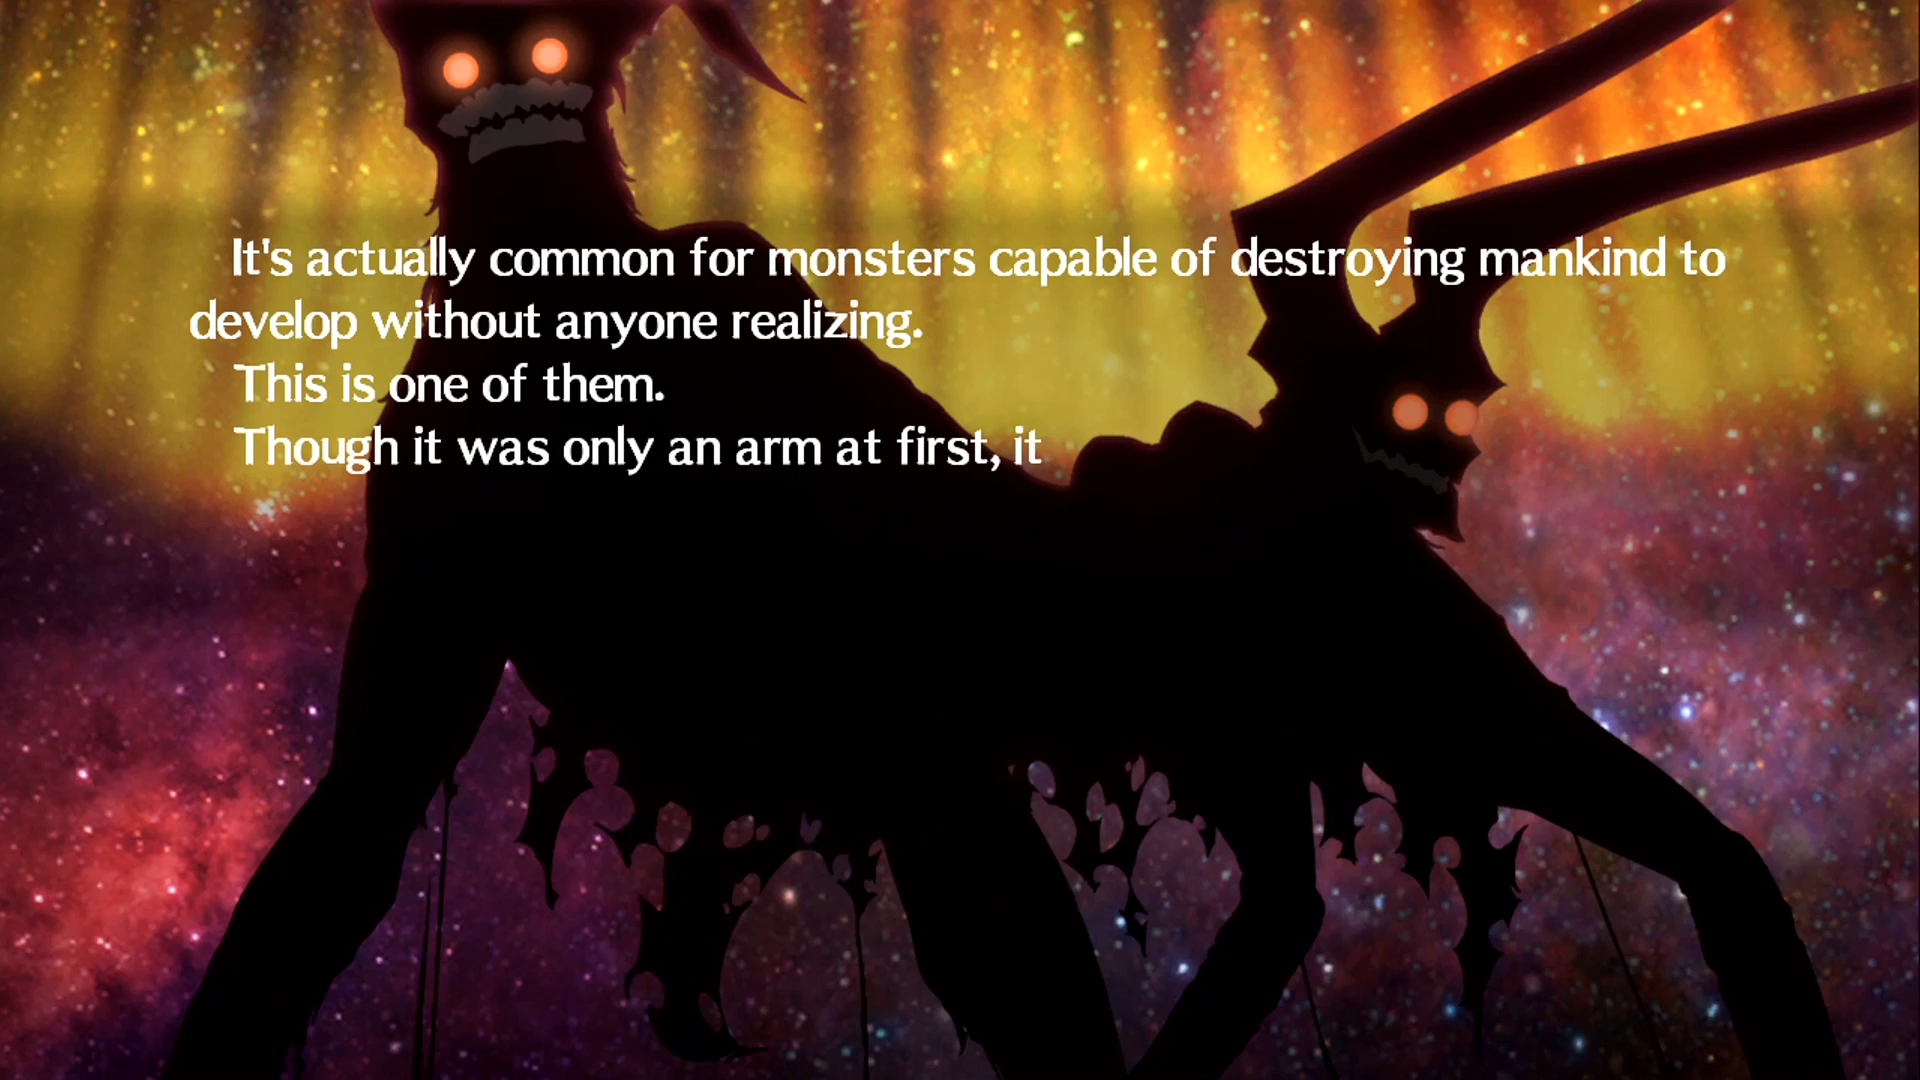 It's actually common for monsters capable of destroying mankind to
develop without anyone realizing.
This is one of them.
Though it was only an arm at first, it